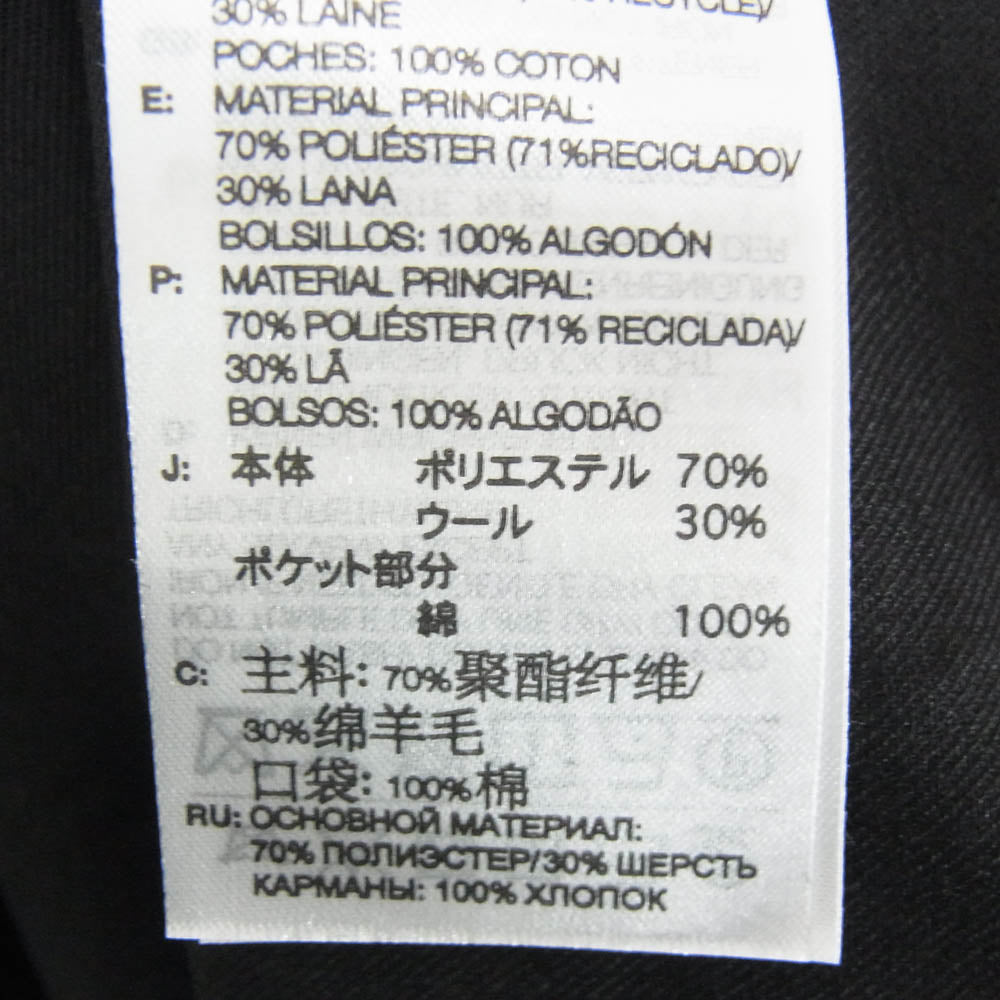 RECYCLÉ)/
30% LAINE
POCHES: 100% COTON
E: MATERIAL PRINCIPAL:
70% POLIÉSTER (71%RECICLADO)/
30% LANA
BOLSILLOS: 100% ALGODÓN
P: MATERIAL PRINCIPAL:
70% POLIÉSTER (71% RECICLADA)/
30% LÃ
BOLSOS: 100% ALGODÃO
J: 本体 ポリエステル 70%
ウール 30%
ポケット部分
綿 100%
C: 主料: 70%聚酯纤维/
30%绵羊毛
口袋: 100%棉
RU: ОСНОВНОЙ МАТЕРИАЛ:
70% ПОЛИЭСТЕР/30% ШЕРСТЬ
КАРМАНЫ: 100% ХЛОПОК